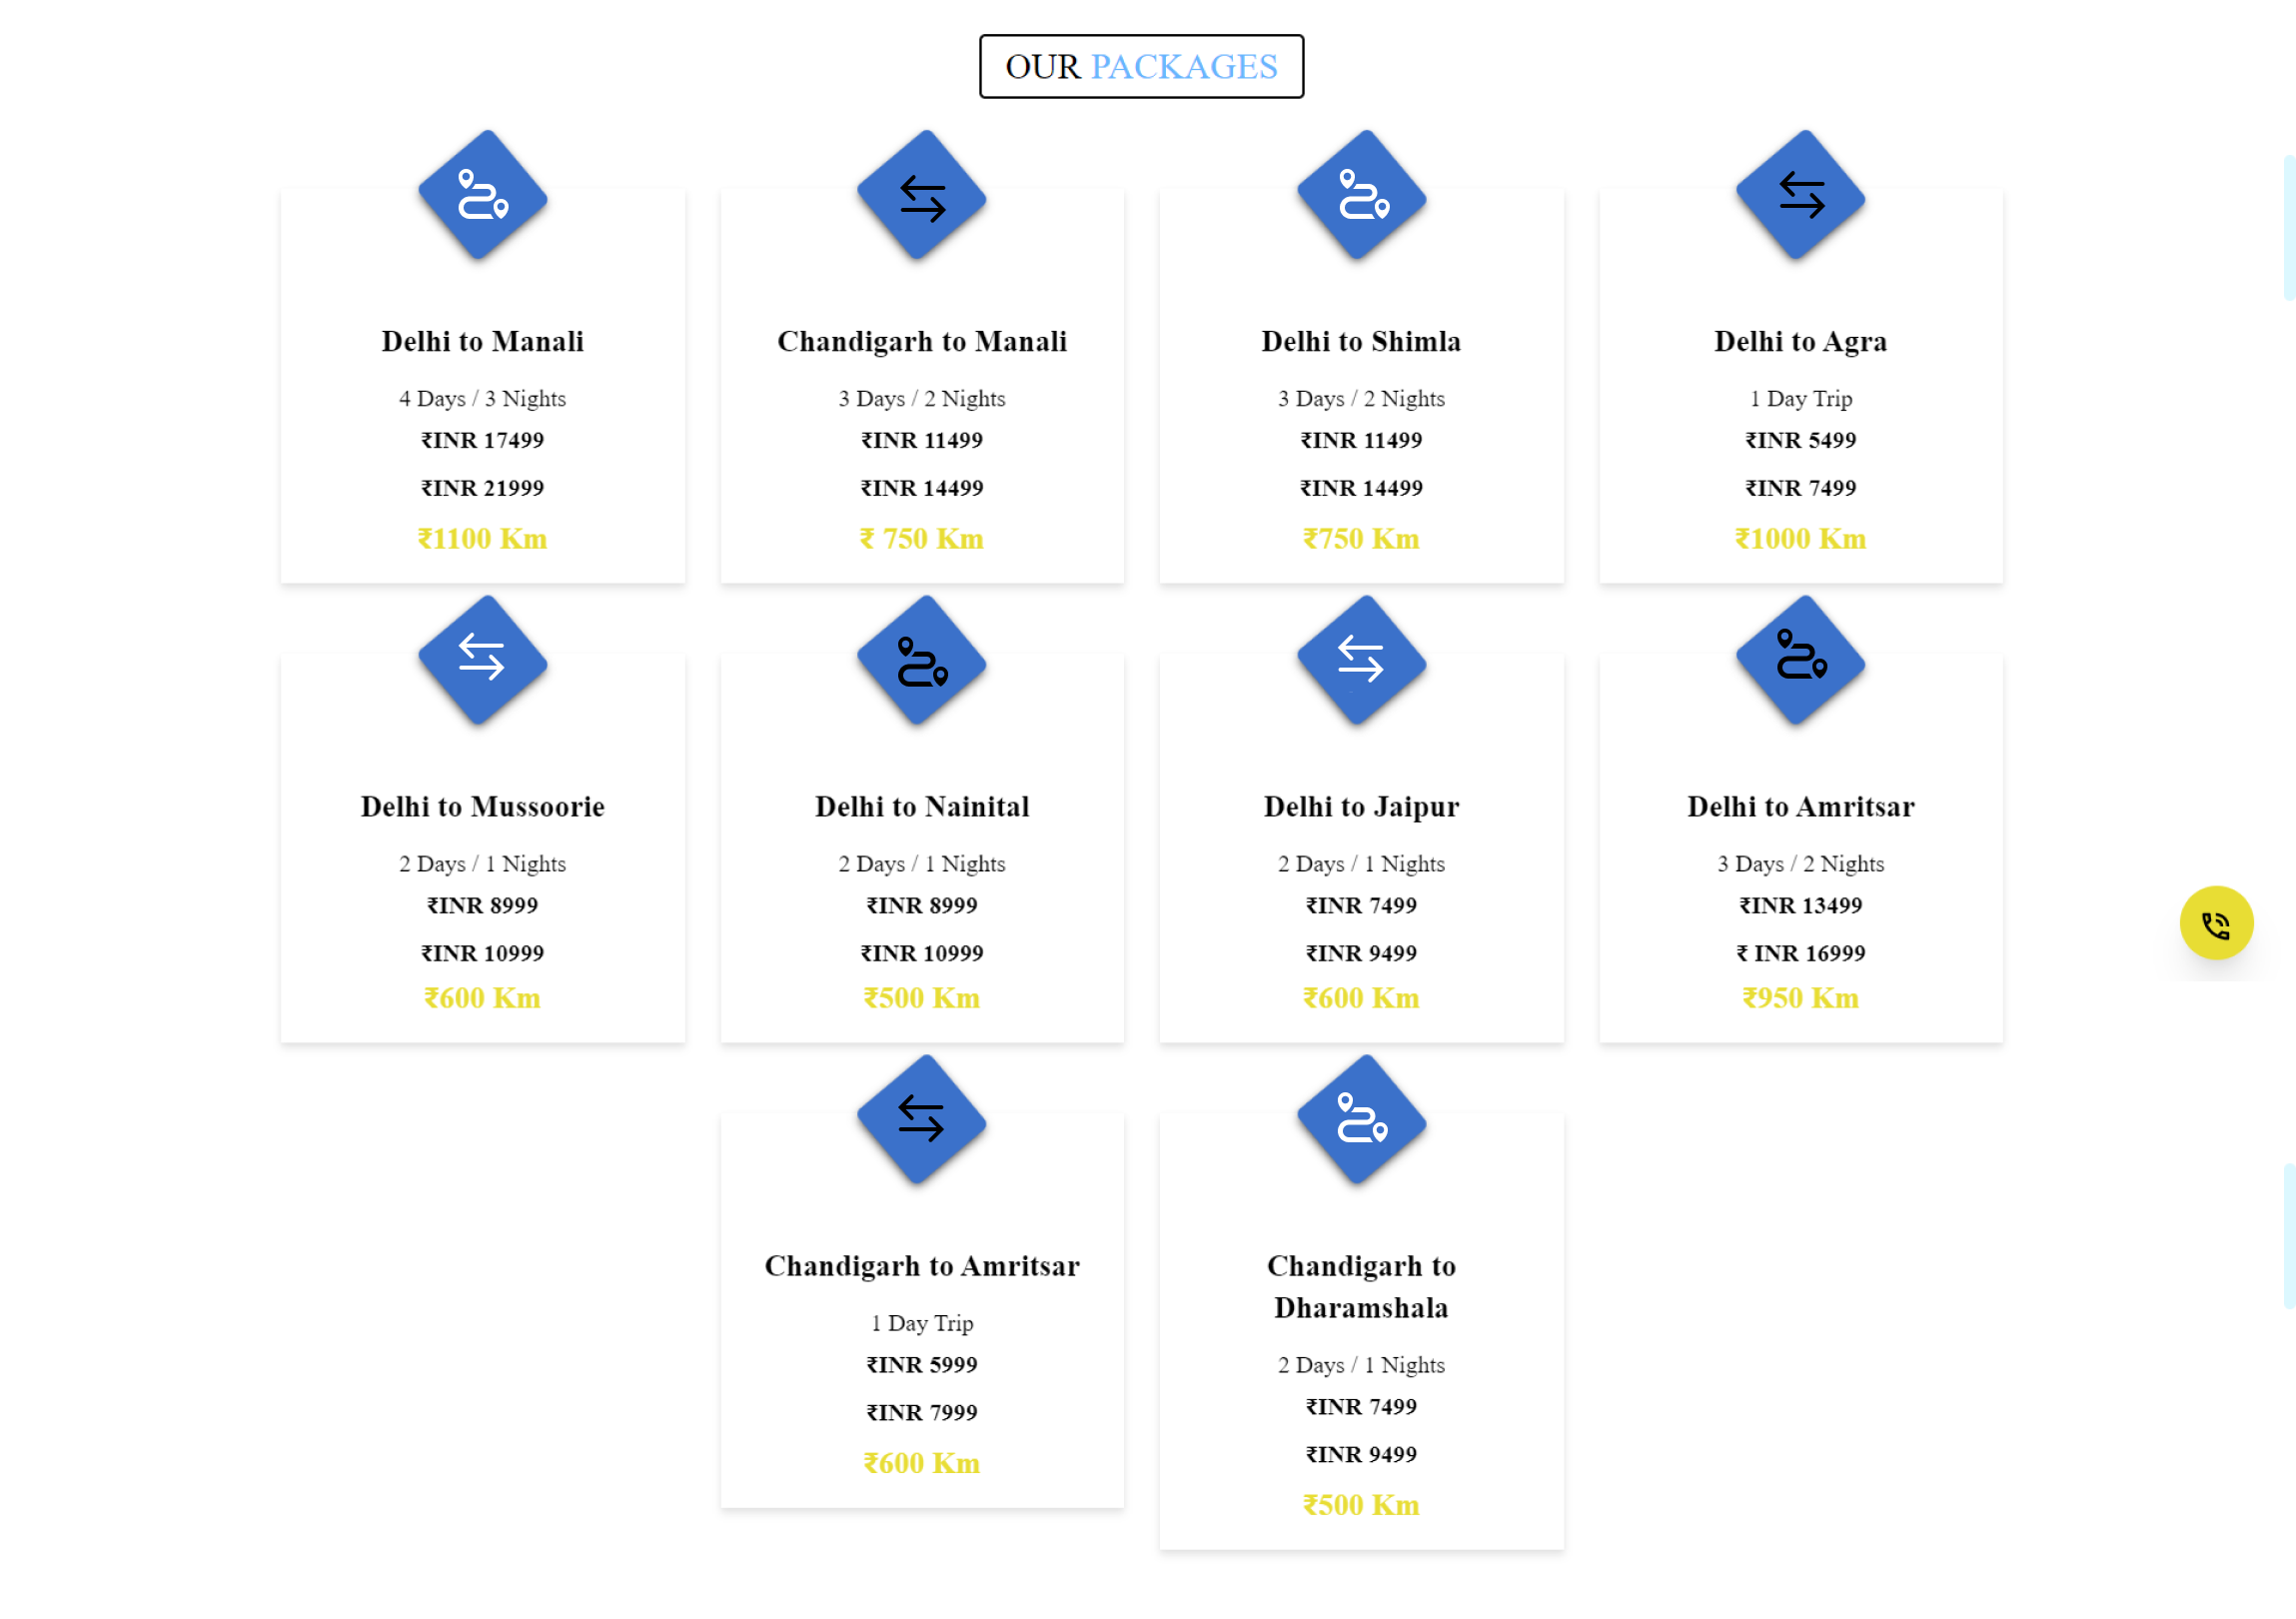 OUR PACKAGES
Delhi to Manali
4 Days / 3 Nights
₹INR 17499
₹INR 21999
₹1100 Km
Chandigarh to Manali
3 Days / 2 Nights
₹INR 11499
₹INR 14499
₹ 750 Km
Delhi to Shimla
3 Days / 2 Nights
₹INR 11499
₹INR 14499
₹750 Km
Delhi to Agra
1 Day Trip
₹INR 5499
₹INR 7499
₹1000 Km
Delhi to Mussoorie
2 Days / 1 Nights
₹INR 8999
₹INR 10999
₹600 Km
Delhi to Nainital
2 Days / 1 Nights
₹INR 8999
₹INR 10999
₹500 Km
Delhi to Jaipur
2 Days / 1 Nights
₹INR 7499
₹INR 9499
₹600 Km
Delhi to Amritsar
3 Days / 2 Nights
₹INR 13499
₹ INR 16999
₹950 Km
Chandigarh to Amritsar
1 Day Trip
₹INR 5999
₹INR 7999
₹600 Km
Chandigarh to
Dharamshala
2 Days / 1 Nights
₹INR 7499
₹INR 9499
₹500 Km